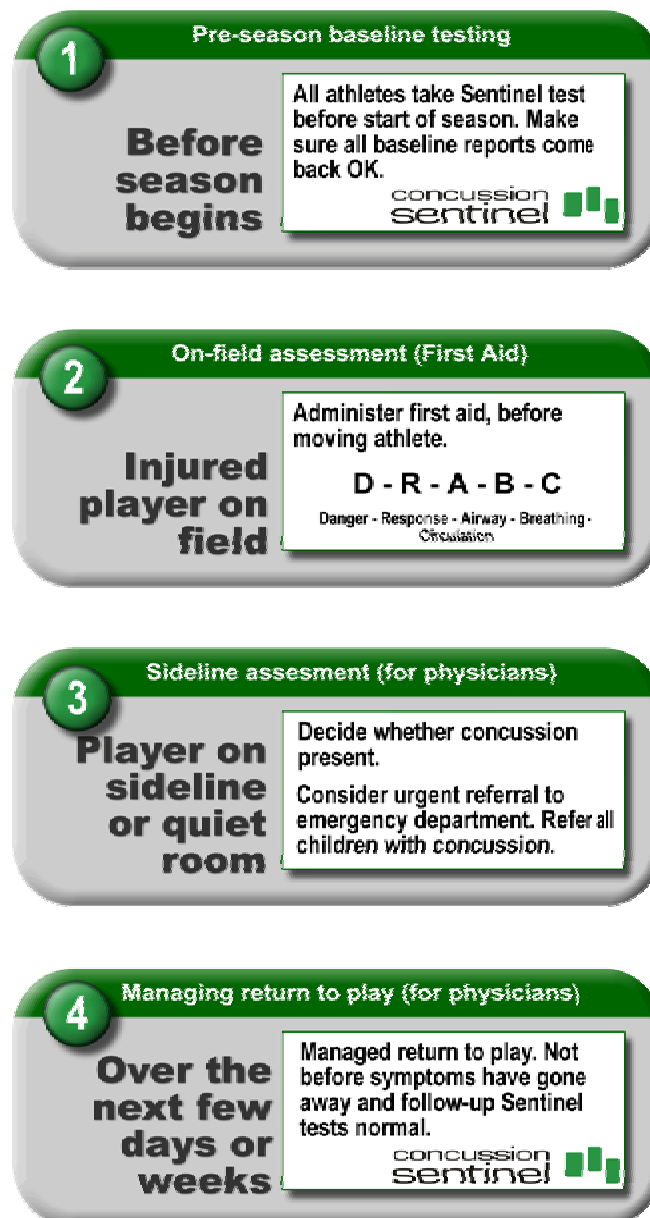 Pre-season baseline testing
1
Before
season
begins
All athletes take Sentinel test
before start of season. Make
sure all baseline reports come
back OK.
concussion
sentinel
On-field assessment (First Aid)
2
Injured
player on
field
Administer first aid, before
moving athlete.
D - R - A - B - C
Danger - Response - Airway - Breathing -
Circulation
Sideline assesment (for physicians)
3
Player on
sideline
or quiet
room
Decide whether concussion
present.
Consider urgent referral to
emergency department. Refer all
children with concussion.
Managing return to play (for physicians)
4
Over the
next few
days or
weeks
Managed return to play. Not
before symptoms have gone
away and follow-up Sentinel
tests normal.
concussion
sentinel